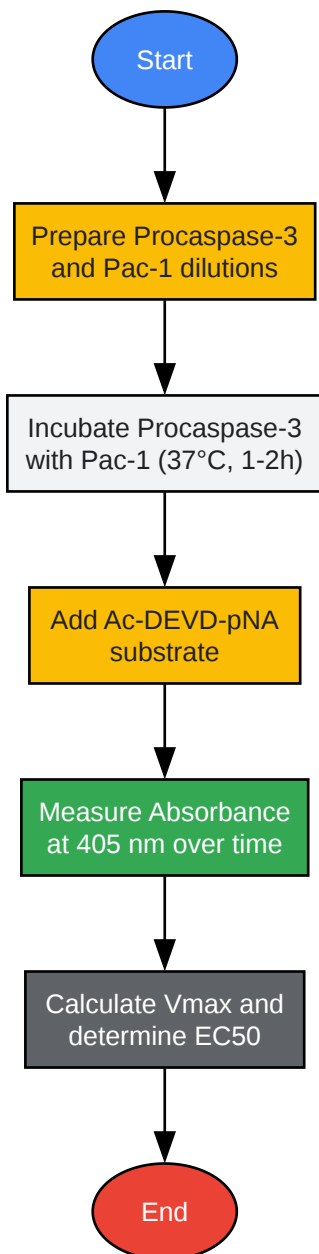 Start
Prepare Procaspase-3
and Pac-1 dilutions
Incubate Procaspase-3
with Pac-1 (37°C, 1-2h)
Add Ac-DEVD-pNA
substrate
Measure Absorbance
at 405 nm over time
Calculate Vmax and
determine EC50
End